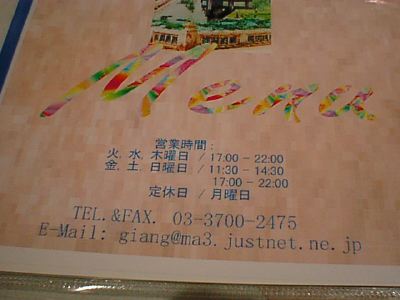 Menu
営業時間:
火, 水, 木曜日 / 17:00 - 22:00
金, 土, 日曜日 / 11:30 - 14:30
17:00 - 22:00
定休日 / 月曜日
TEL.&FAX. 03-3700-2475
E-Mail: giang@ma3.justnet.ne.jp